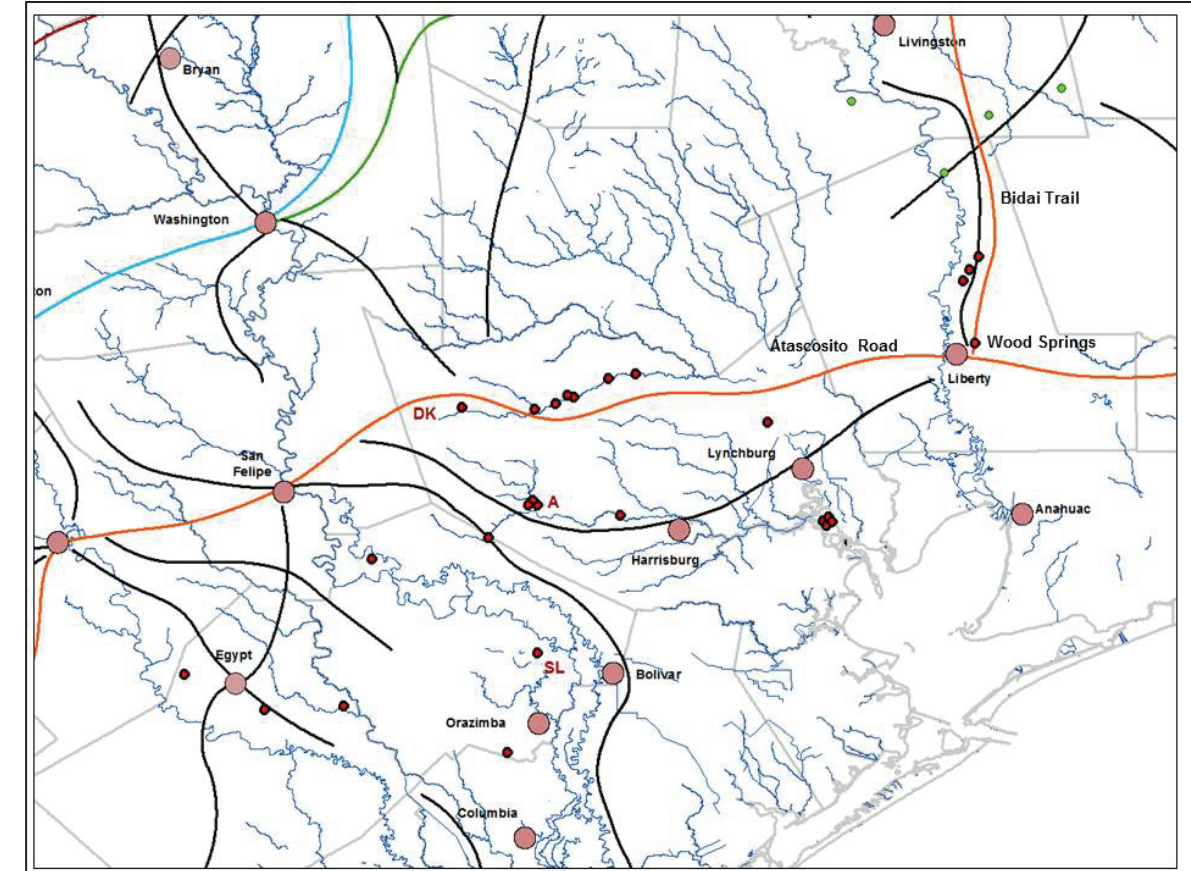 Livingston
Bryan
Bidai Trail
Washington
on
Atascosito Road
Wood Springs
Liberty
DK
San
Felipe
Lynchburg
A
Anahuac
Harrisburg
Egypt
SL
Bolivar
Orazimba
Columbia